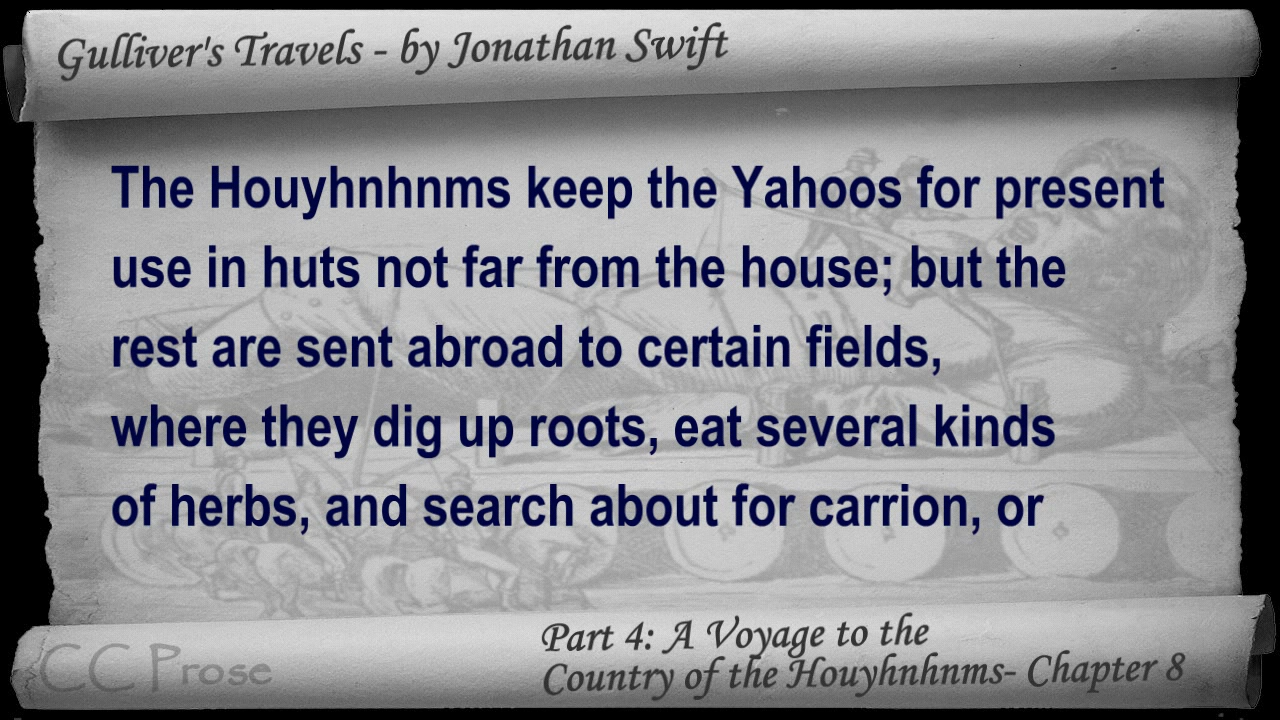 Gulliver's Travels - by Jonathan Swift
The Houyhnhnms keep the Yahoos for present
use in huts not far from the house; but the
rest are sent abroad to certain fields,
where they dig up roots, eat several kinds
of herbs, and search about for carrion, or
Part 4: A Voyage to the
Country of the Houyhnhnms- Chapter 8
CC Prose